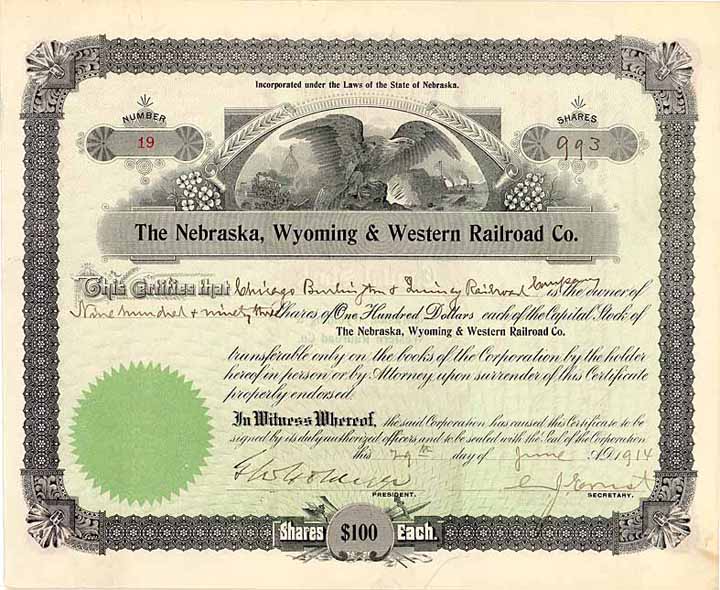 Incorporated under the Laws of the State of Nebraska.
NUMBER
19
SHARES
993
The Nebraska, Wyoming & Western Railroad Co.
This Certifies that Chicago Burlington & Quincy Railroad Company is the owner of
Nine hundred & ninety three Shares of One Hundred Dollars each of the Capital Stock of
The Nebraska, Wyoming & Western Railroad Co.
transferable only on the books of the Corporation by the holder
hereof in person or by Attorney upon surrender of this Certificate
properly endorsed.
In Witness Whereof, the said Corporation has caused this Certificate to be
signed by its duly authorized officers and to be sealed with the Seal of the Corporation
this 29th day of June A.D. 1914
PRESIDENT.
SECRETARY.
Shares $100 Each.